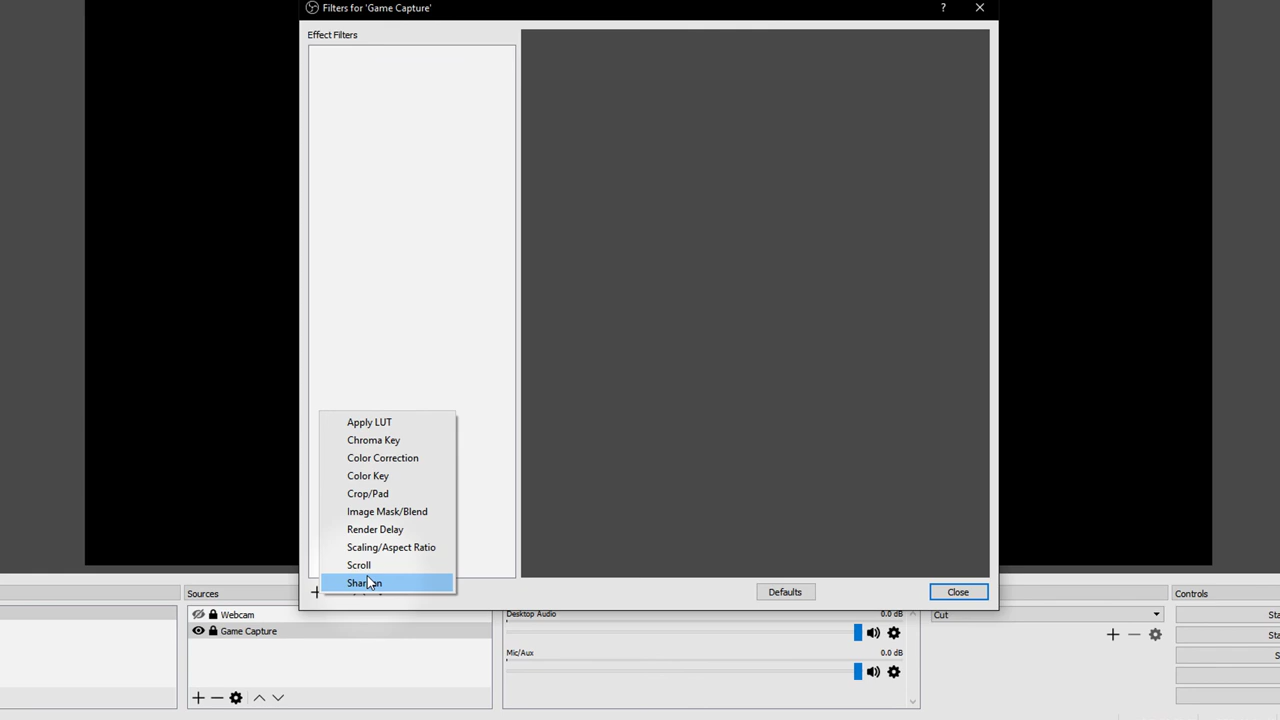 Filters for 'Game Capture'
?
Effect Filters
Apply LUT
Chroma Key
Color Correction
Color Key
Crop/Pad
Image Mask/Blend
Render Delay
Scaling/Aspect Ratio
Scroll
Sharpen
Defaults
Close
Sources
Webcam
Game Capture
Desktop Audio
0.0 dB
Mic/Aux
0.0 dB
Cut
Controls
Sta
Sta
S